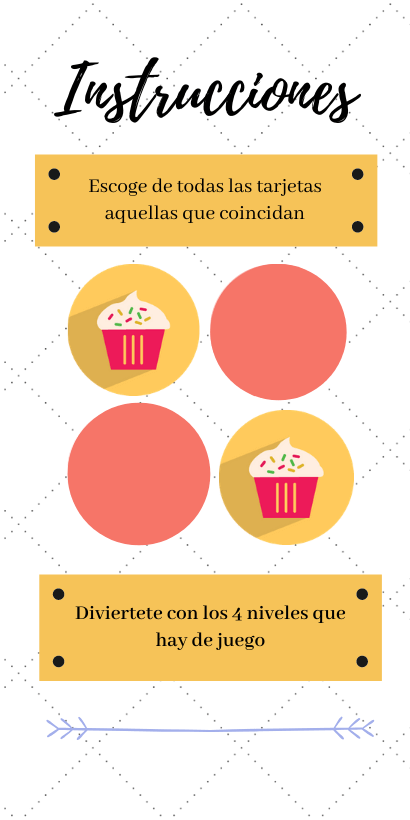 Instrucciones
Escoge de todas las tarjetas
aquellas que coincidan
Diviertete con los 4 niveles que
hay de juego